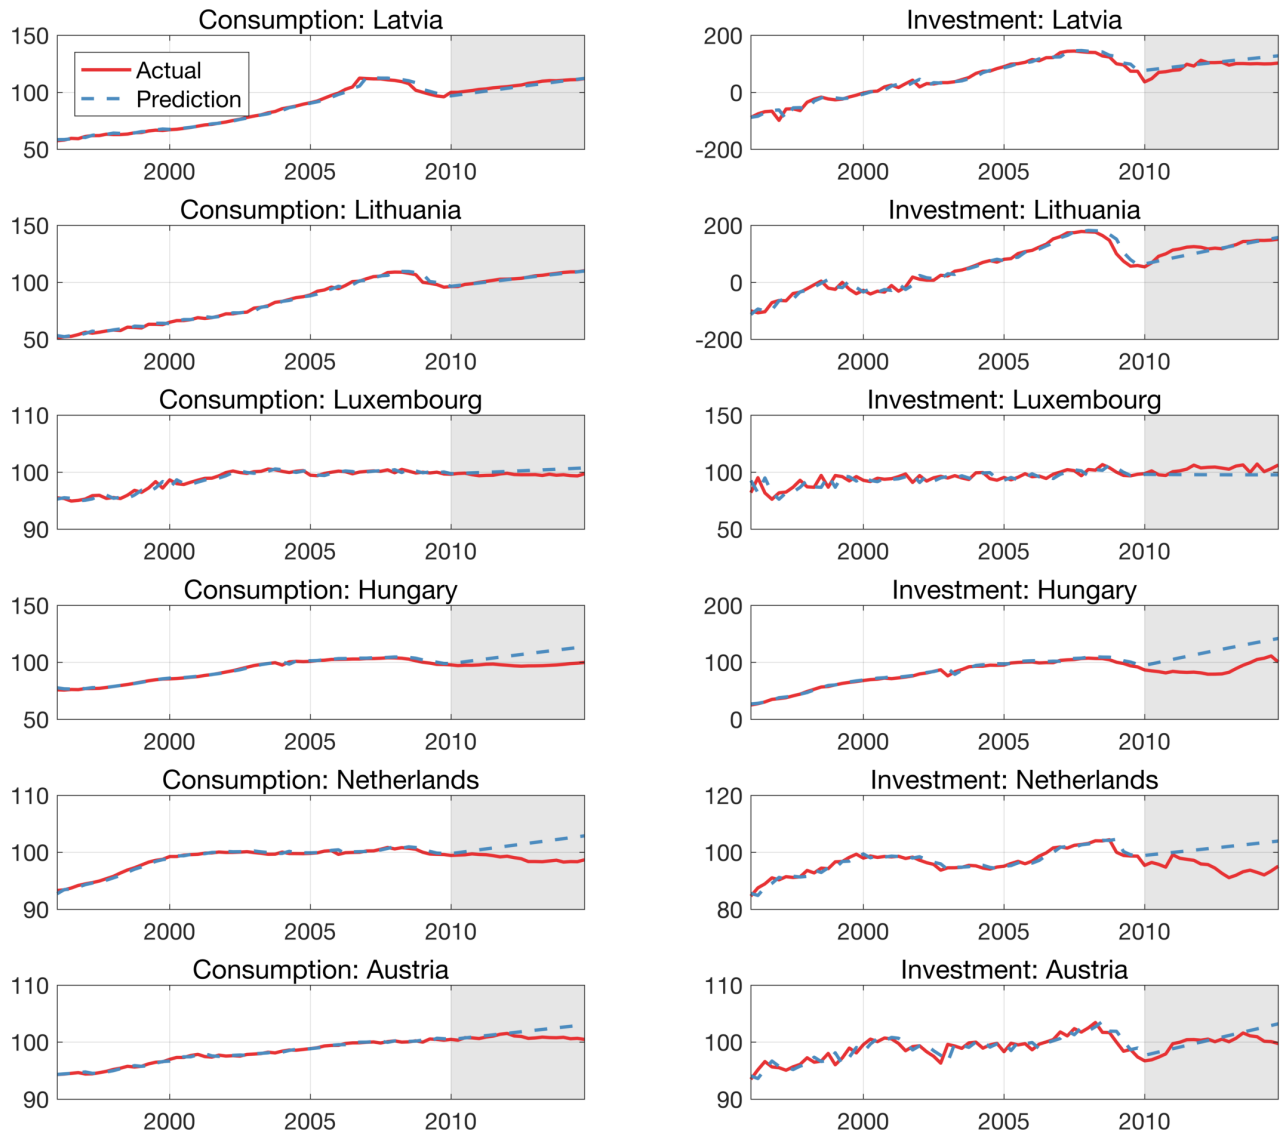 Consumption: Latvia
150
100
50
Actual
Prediction
2000 2005 2010
Investment: Latvia
200
0
-200
2000 2005 2010
Consumption: Lithuania
150
100
50
2000 2005 2010
Investment: Lithuania
200
0
-200
2000 2005 2010
Consumption: Luxembourg
110
100
90
2000 2005 2010
Investment: Luxembourg
150
100
50
2000 2005 2010
Consumption: Hungary
150
100
50
2000 2005 2010
Investment: Hungary
200
100
0
2000 2005 2010
Consumption: Netherlands
110
100
90
2000 2005 2010
Investment: Netherlands
120
100
80
2000 2005 2010
Consumption: Austria
110
100
90
2000 2005 2010
Investment: Austria
110
100
90
2000 2005 2010